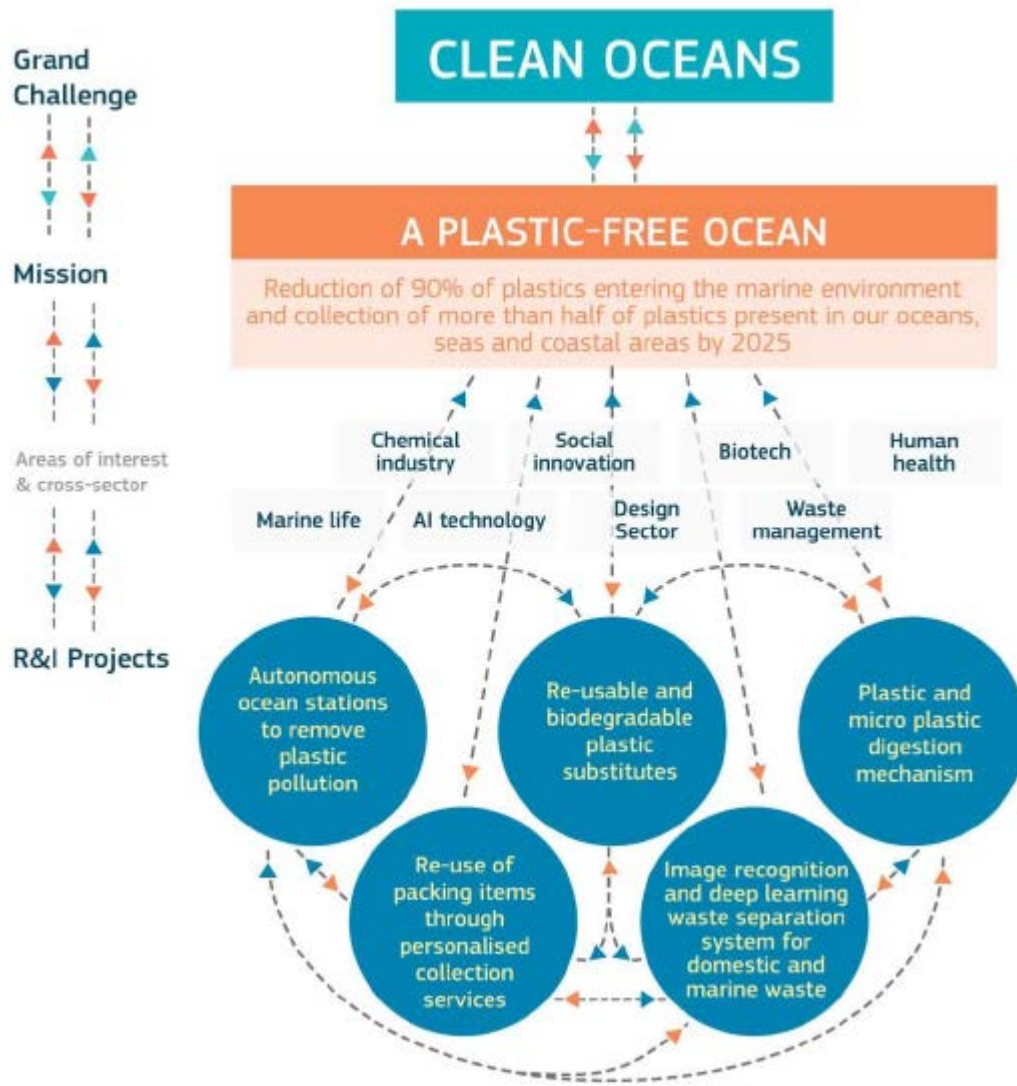 Grand
Challenge
CLEAN OCEANS
Mission
A PLASTIC-FREE OCEAN
Reduction of 90% of plastics entering the marine environment
and collection of more than half of plastics present in our oceans,
seas and coastal areas by 2025
Areas of interest
& cross-sector
Chemical
industry
Social
innovation
Biotech
Human
health
Marine life
AI technology
Design
Sector
Waste
management
R&I Projects
Autonomous
ocean stations
to remove
plastic
pollution
Re-usable and
biodegradable
plastic
substitutes
Plastic and
micro plastic
digestion
mechanism
Re-use of
packing items
through
personalised
collection
services
Image recognition
and deep learning
waste separation
system for
domestic and
marine waste